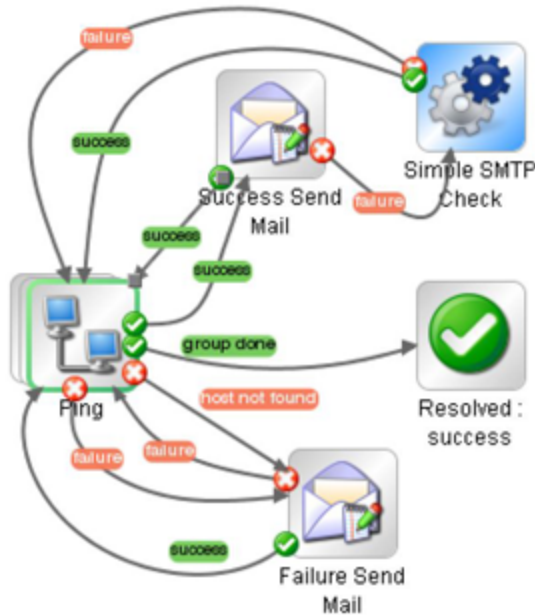 failure
success
Success Send
Mail
Simple SMTP
Check
failure
success
success
group done
Ping
host not found
Resolved :
success
failure
failure
success
Failure Send
Mail